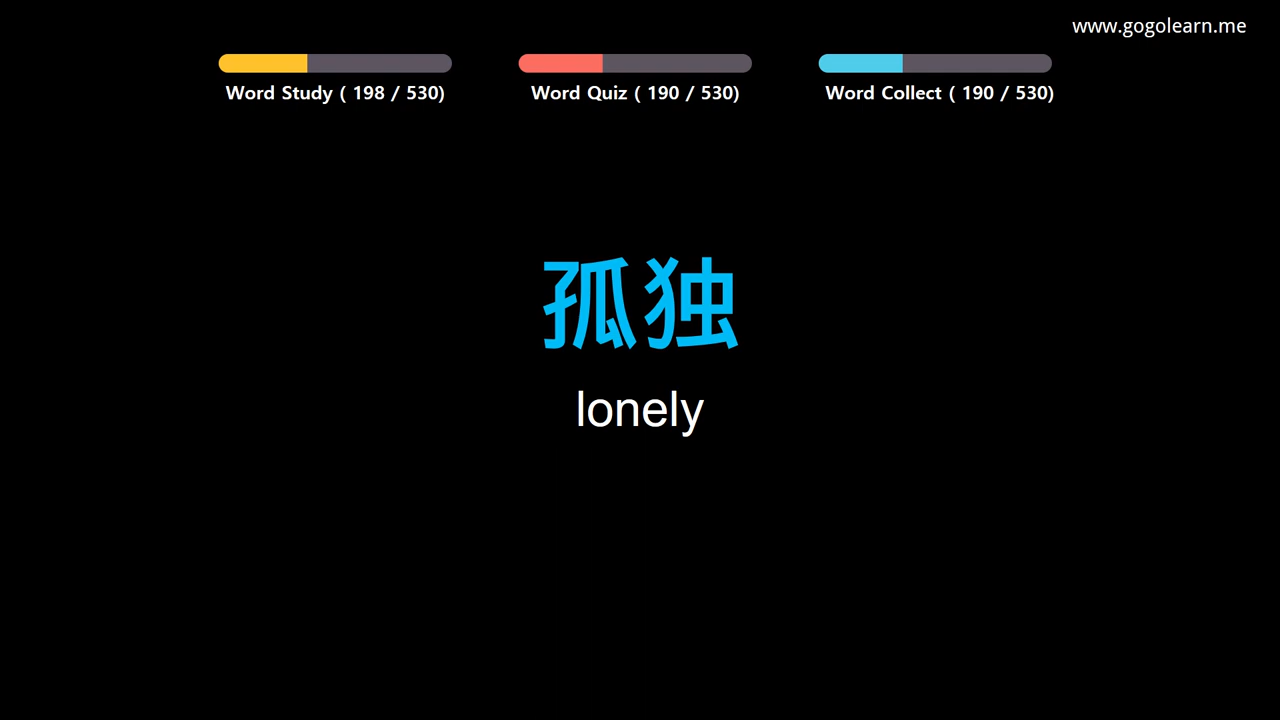 www.gogolearn.me
Word Study ( 198 / 530)
Word Quiz ( 190 / 530)
Word Collect ( 190 / 530)
孤独
lonely